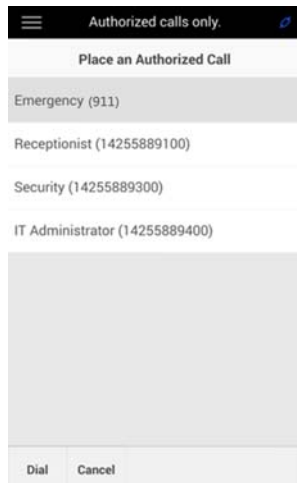 Authorized calls only.
Place an Authorized Call
Emergency (911)
Receptionist (14255889100)
Security (14255889300)
IT Administrator (14255889400)
Dial Cancel